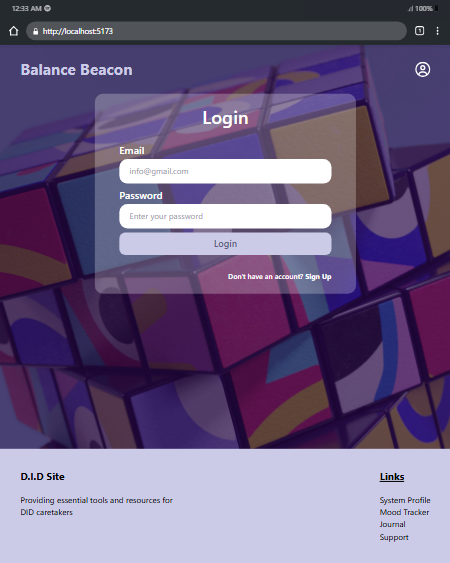 12:33 AM
100%
http://localhost:5173
1
Balance Beacon
Login
Email
info@gmail.com
Password
Enter your password
Login
Don't have an account? Sign Up
D.I.D Site
Providing essential tools and resources for
DID caretakers
Links
System Profile
Mood Tracker
Journal
Support